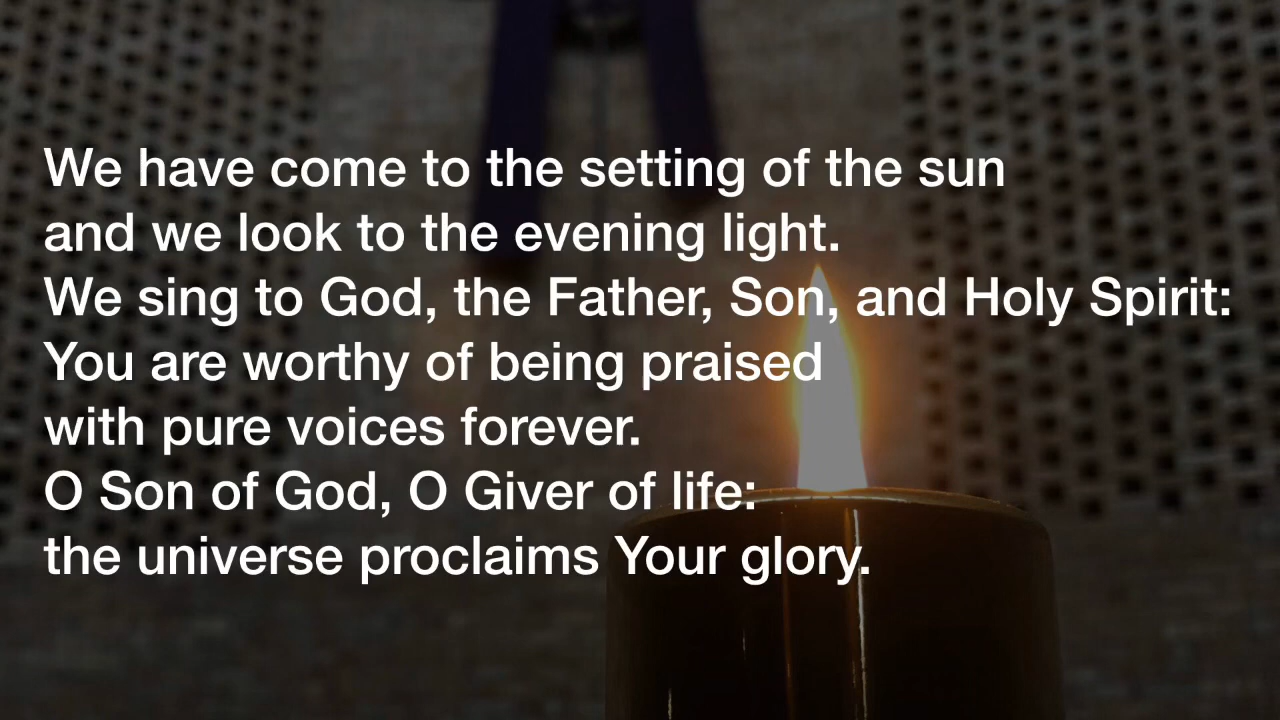 We have come to the setting of the sun
and we look to the evening light.
We sing to God, the Father, Son, and Holy Spirit:
You are worthy of being praised
with pure voices forever.
O Son of God, O Giver of life:
the universe proclaims Your glory.